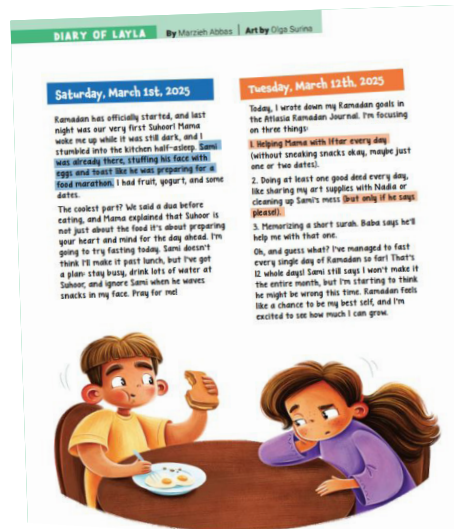 DIARY OF LAYLA
By Marzieh Abbas | Art by Olga Surina
Saturday, March 1st, 2025
Ramadan has officially started, and last
night was our very first Suhoor! Mama
woke me up while it was still dark, and I
stumbled into the kitchen half-asleep. Sami
was already there, stuffing his face with
eggs and toast like he was preparing for a
food marathon. I had fruit, yogurt, and some
dates.
The coolest part? We said a dua before
eating, and Mama explained that Suhoor is
not just about the food it's about preparing
your heart and mind for the day ahead. I'm
going to try fasting today. Sami doesn't
think I'll make it past lunch, but I've got
a plan: stay busy, drink lots of water at
Suhoor, and ignore Sami when he waves
snacks in my face. Pray for me!
Tuesday, March 12th, 2025
Today, I wrote down my Ramadan goals in
the Atlasia Ramadan Journal. I'm focusing
on three things:
1. Helping Mama with Iftar every day
(without sneaking snacks okay, maybe just
one or two dates).
2. Doing at least one good deed every day,
like sharing my art supplies with Nadia or
cleaning up Sami's mess (but only if he says
please!).
3. Memorizing a short surah. Baba says he'll
help me with that one.
Oh, and guess what? I've managed to fast
every single day of Ramadan so far! That's
12 whole days! Sami still says I won't make it
the entire month, but I'm starting to think
he might be wrong this time. Ramadan feels
like a chance to be my best self, and I'm
excited to see how much I can grow.